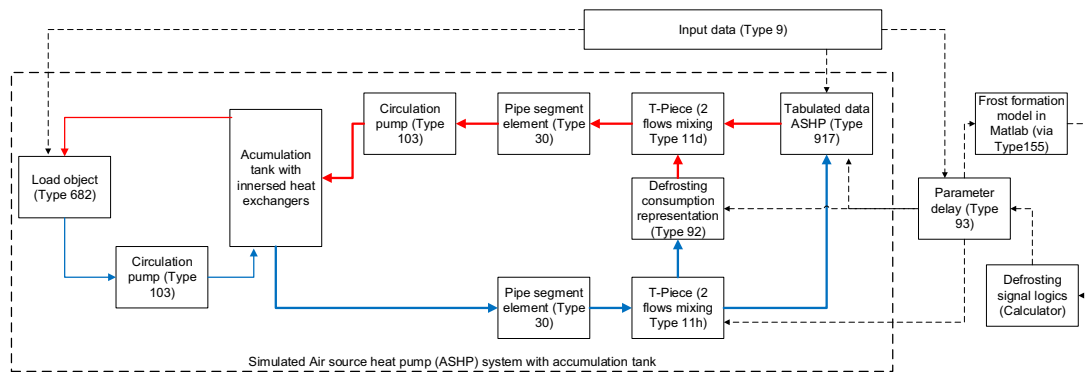 Input data (Type 9)
Circulation
pump (Type
103)
Pipe segment
element (Type
30)
T-Piece (2
flows mixing
Type 11d)
Tabulated data
ASHP (Type
917)
Frost formation
model in
Matlab (via
Type155)
Load object
(Type 682)
Acumulation
tank with
innersed heat
exchangers
Defrosting
consumption
representation
(Type 92)
Parameter
delay (Type
93)
Circulation
pump (Type
103)
Pipe segment
element (Type
30)
T-Piece (2
flows mixing
Type 11h)
Defrosting
signal logics
(Calculator)
Simulated Air source heat pump (ASHP) system with accumulation tank